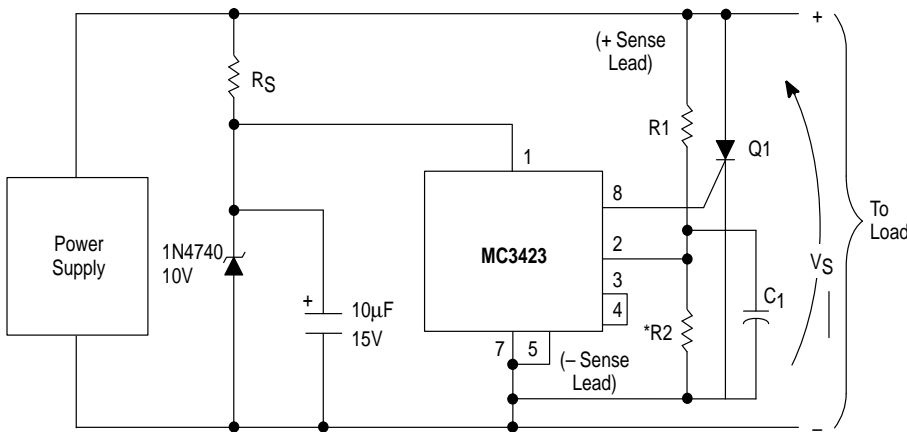 +
(+ Sense
Lead)
RS
R1
1
Q1
8
To
Load
Power
Supply
MC3423
2
1N4740
10V
VS
3
C1
+
10μF
15V
4
*R2
7
5
(– Sense
Lead)
–